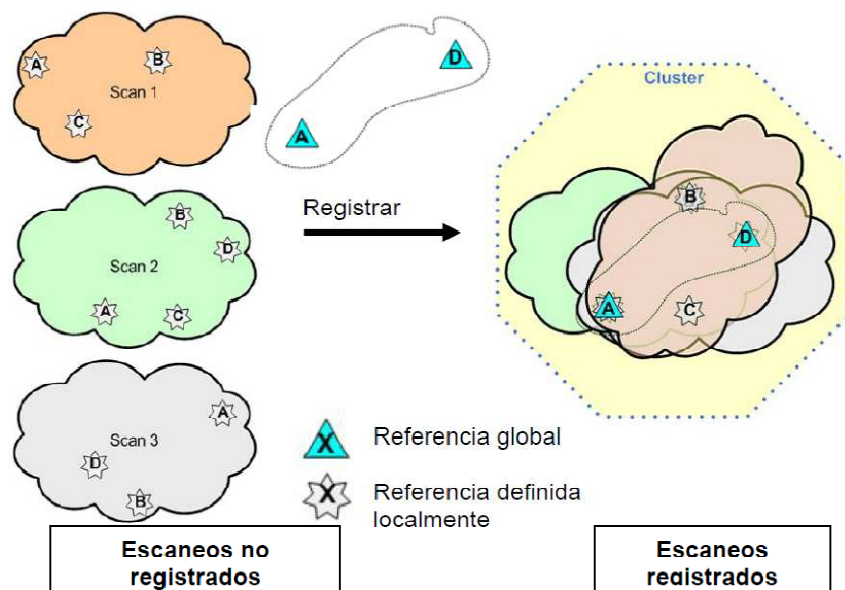 A
B
Scan 1
C
D
A
Cluster
Registrar
B
D
Scan 2
A
C
B
D
A
C
A
Scan 3
D
B
X
Referencia global
X
Referencia definida
localmente
Escaneos no
registrados
Escaneos
registrados